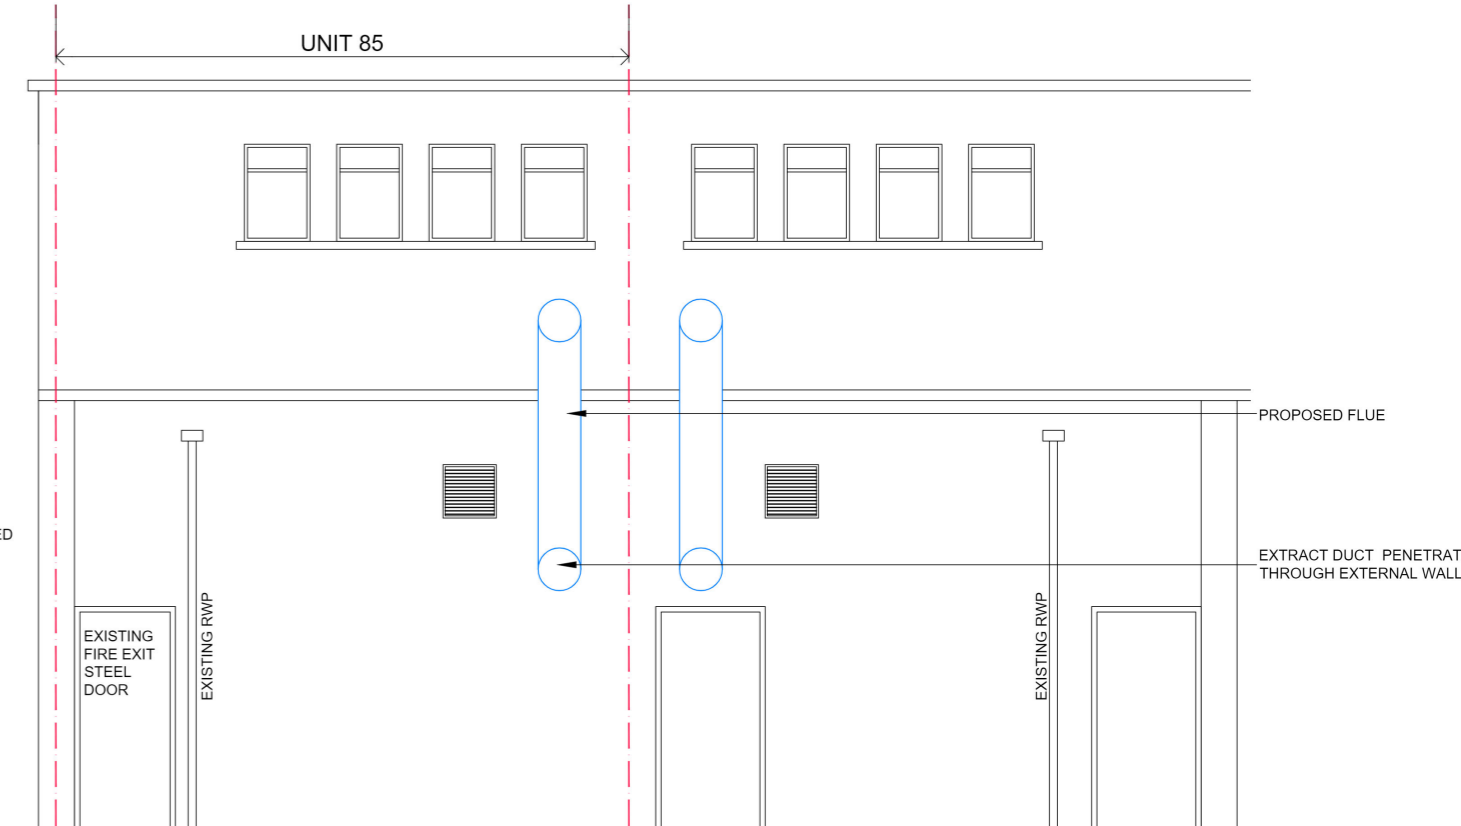 UNIT 85
PROPOSED FLUE
ED
EXTRACT DUCT PENETRAT
THROUGH EXTERNAL WALL
EXISTING RWP
EXISTING RWP
EXISTING
FIRE EXIT
STEEL
DOOR